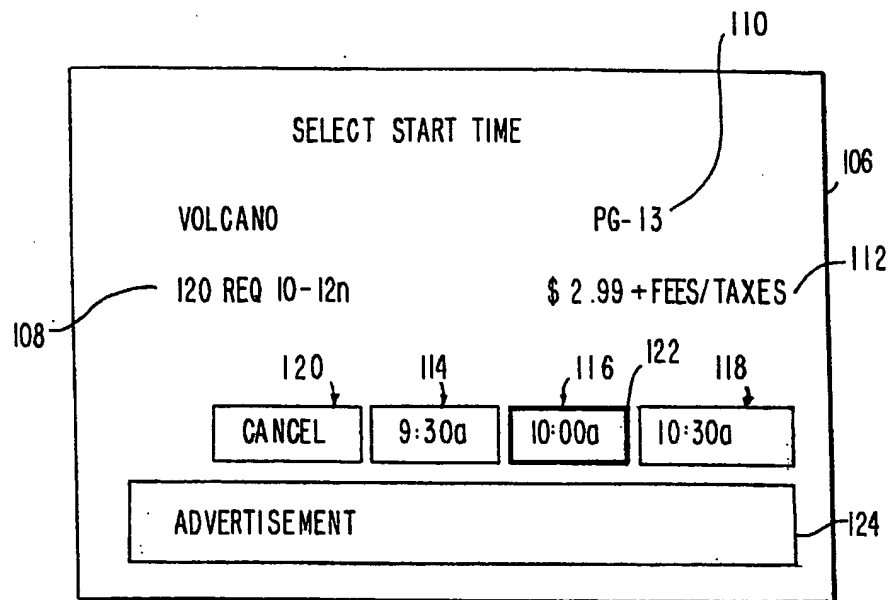 110
SELECT START TIME
106
VOLCANO PG-13
112
120 REQ 10-12n $ 2.99 +FEES/TAXES
108
120 114 116 122 118
CANCEL 9:30a 10:00a 10:30a
ADVERTISEMENT
124